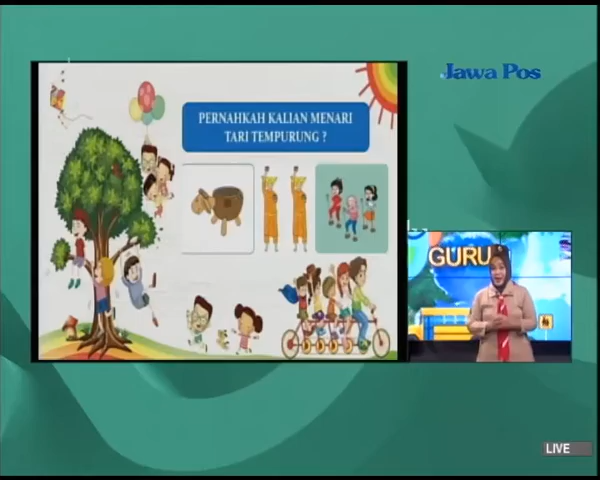 Jawa Pos
PERNAHKAH KALIAN MENARI
TARI TEMPURUNG ?
GURU
LIVE